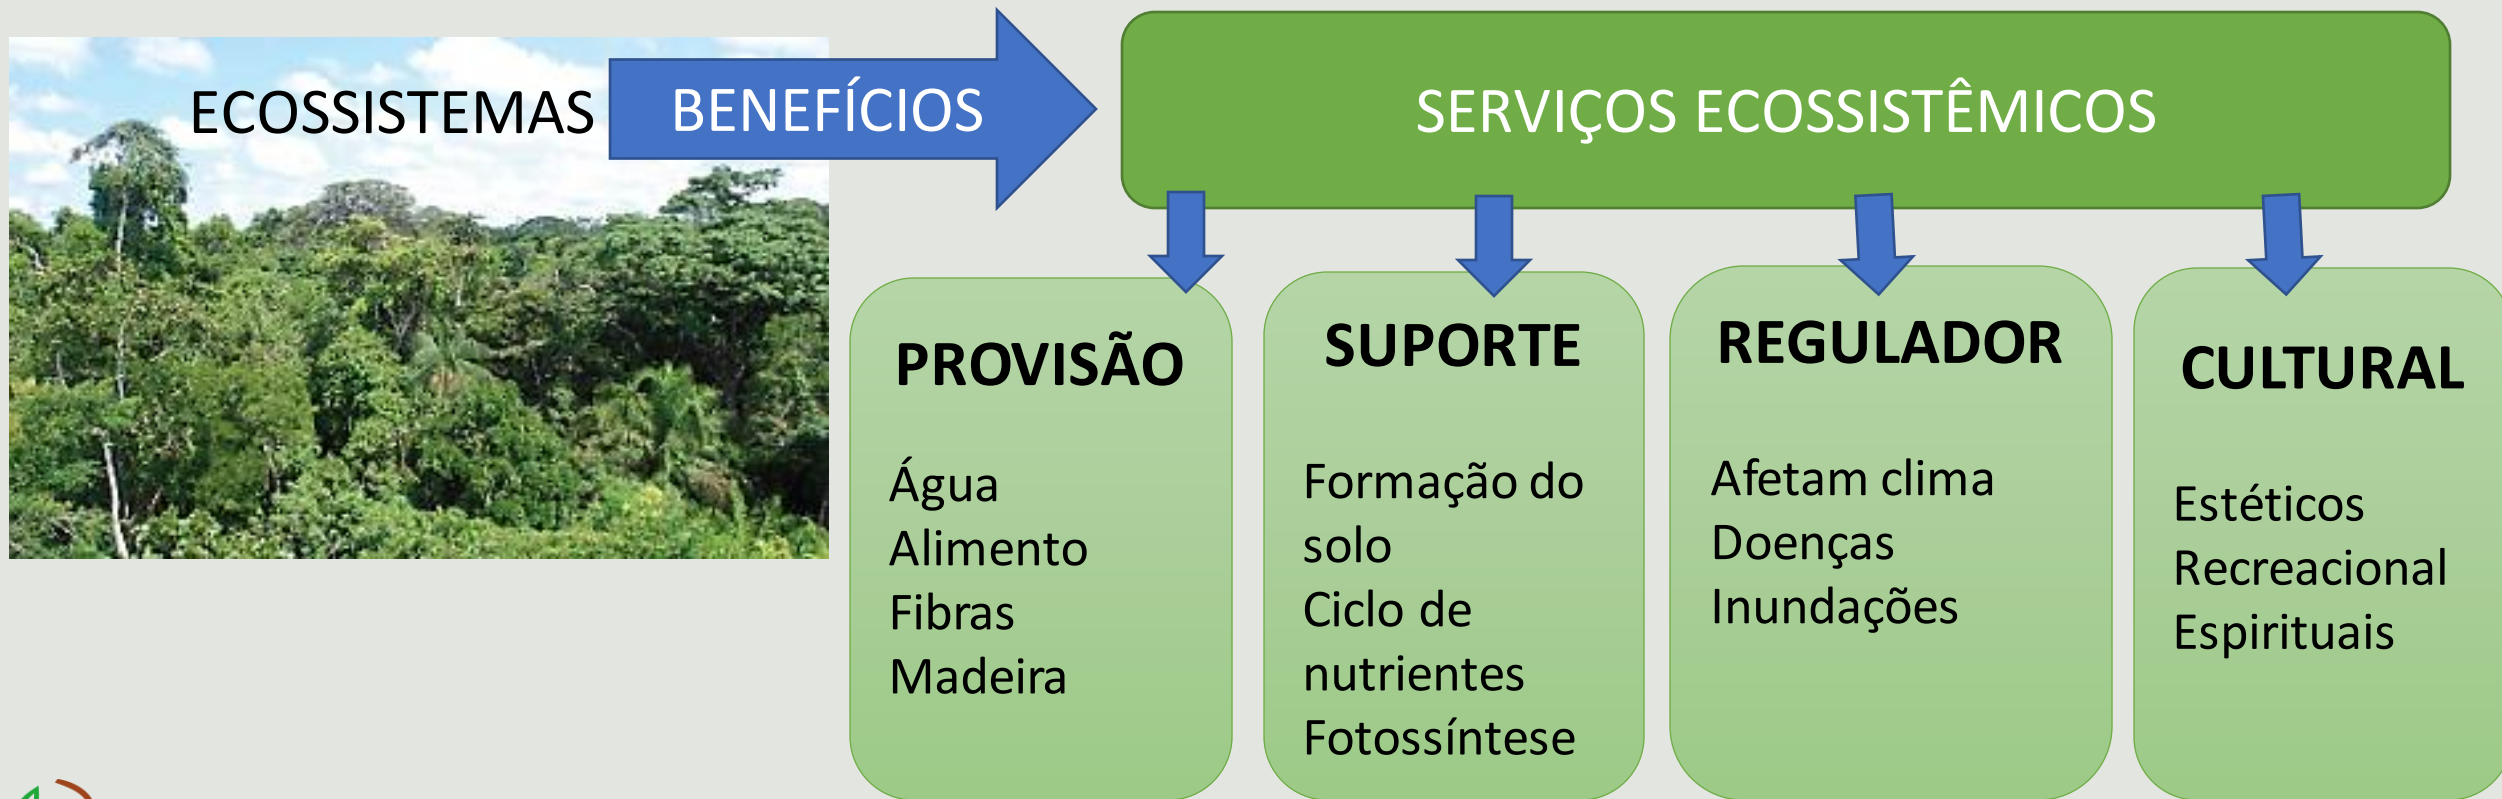 ECOSSISTEMAS
BENEFÍCIOS
SERVIÇOS ECOSSISTÊMICOS
PROVISÃO
Água
Alimento
Fibras
Madeira
SUPORTE
Formação do
solo
Ciclo de
nutrientes
Fotossíntese
REGULADOR
Afetam clima
Doenças
Inundações
CULTURAL
Estéticos
Recreacional
Espirituais